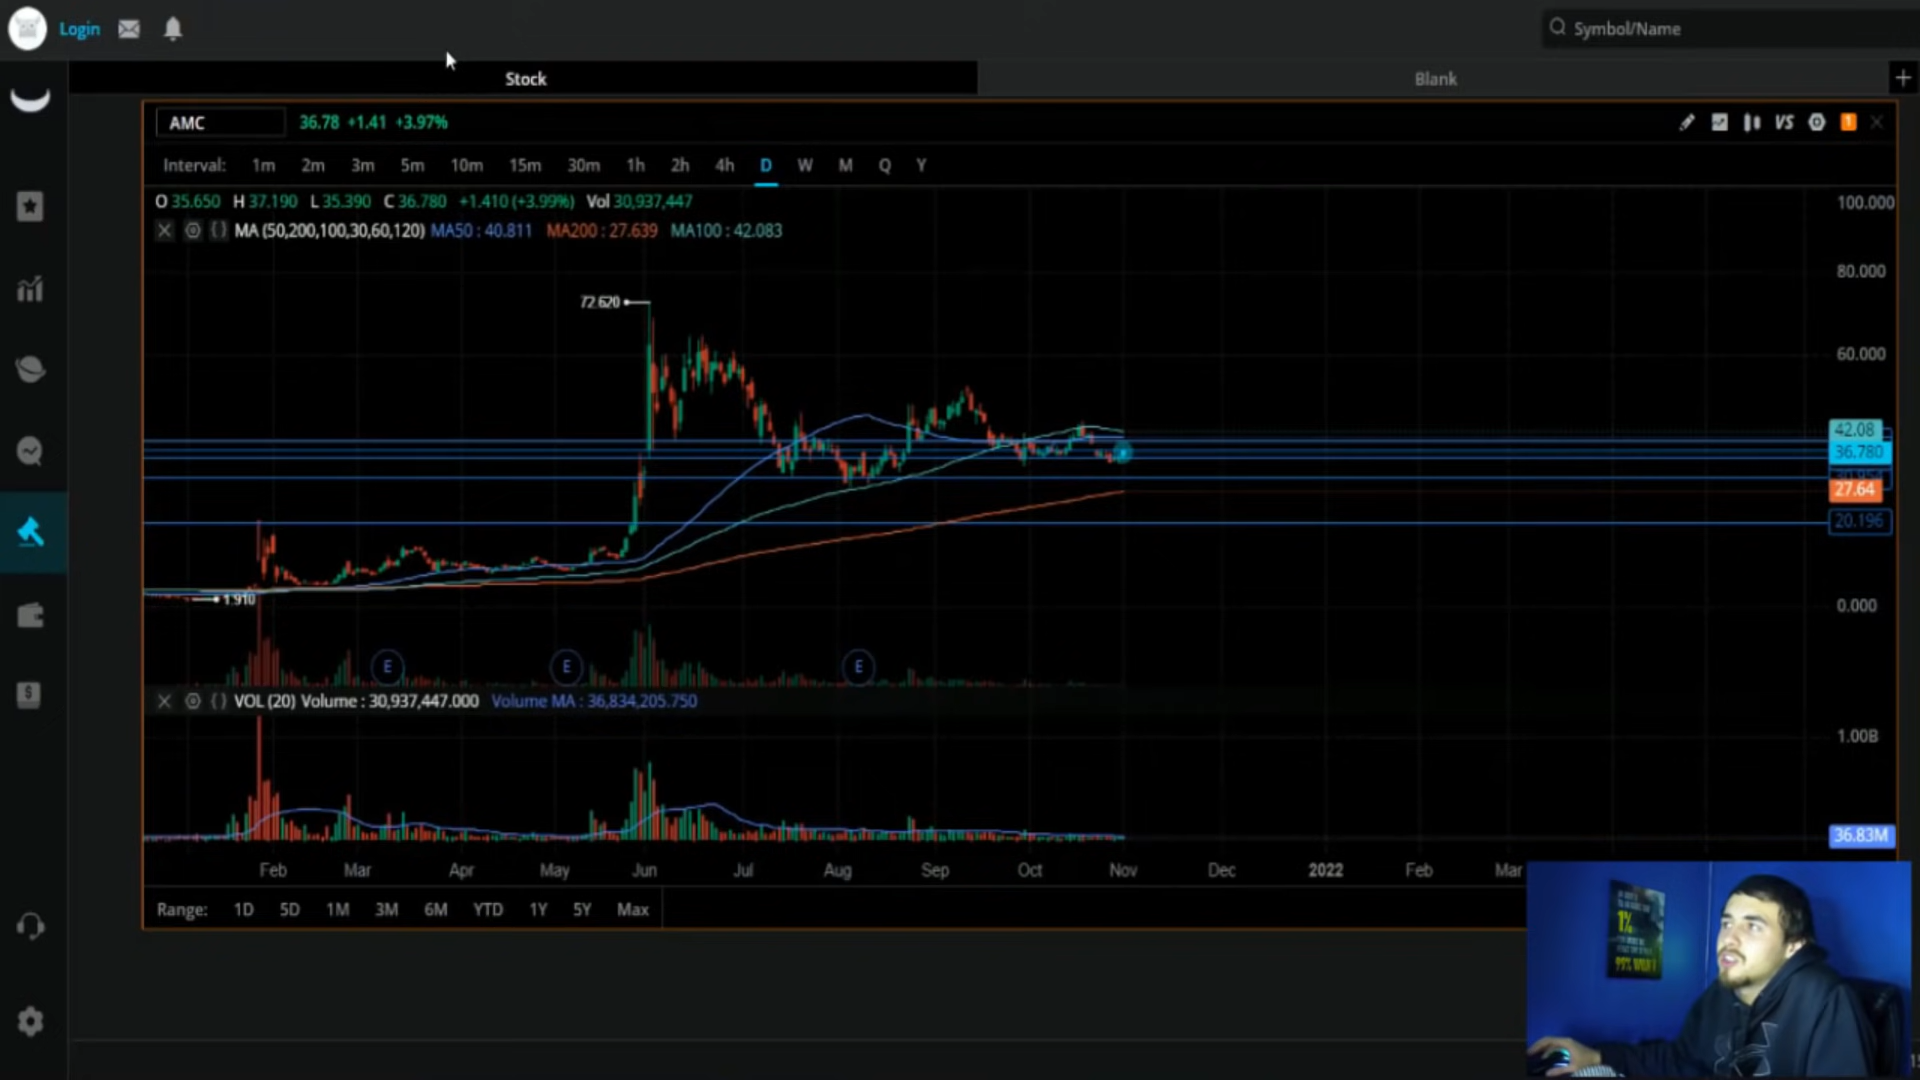 Login
Symbol/Name
Stock
Blank
AMC
36.78 +1.41 +3.97%
VS
1
Interval: 1m 2m 3m 5m 10m 15m 30m 1h 2h 4h D W M Q Y
O 35.650 H 37.190 L 35.390 C 36.780 +1.410 (+3.99%) Vol 30,937,447
MA (50,200,100,30,60,120) MA50 : 40.811 MA200 : 27.639 MA100 : 42.083
100.000
80.000
72.620
60.000
42.08
36.780
27.64
20.196
1.910
0.000
E E E
VOL (20) Volume : 30,937,447.000 Volume MA : 36,834,205.750
1.00B
36.83M
Feb Mar Apr May Jun Jul Aug Sep Oct Nov Dec 2022 Feb Mar
Range: 1D 5D 1M 3M 6M YTD 1Y 5Y Max
1%